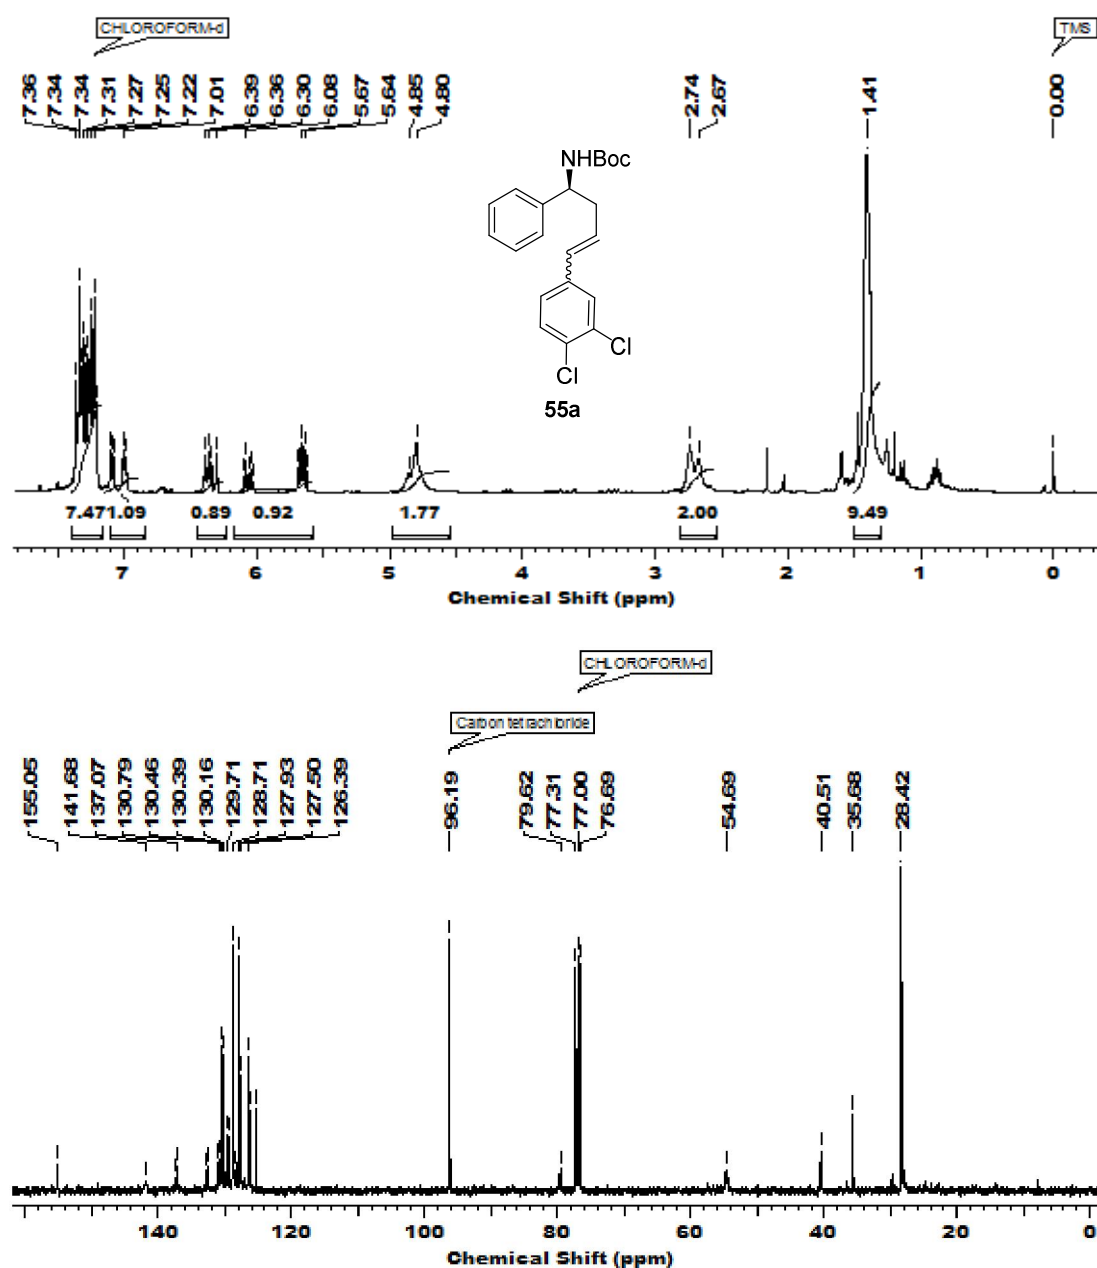 CHLOROFORM-d
TMS
7.36 7.34 7.34 7.31 7.27 7.25 7.22 7.01 6.39 6.36 6.30 6.08 5.67 5.64 4.85 4.80 2.74 2.67 1.41 0.00
NHBoc
Cl
Cl
55a
7.47 1.09 0.89 0.92 1.77 2.00 9.49
7 6 5 4 3 2 1 0
Chemical Shift (ppm)
CHLOROFORM-d
Carbon tetrachloride
155.05 141.68 137.07 130.79 130.46 130.39 130.16 129.71 128.71 127.93 127.50 126.39 96.19 79.62 77.31 77.00 76.69 54.69 40.51 35.68 28.42
140 120 100 80 60 40 20 0
Chemical Shift (ppm)